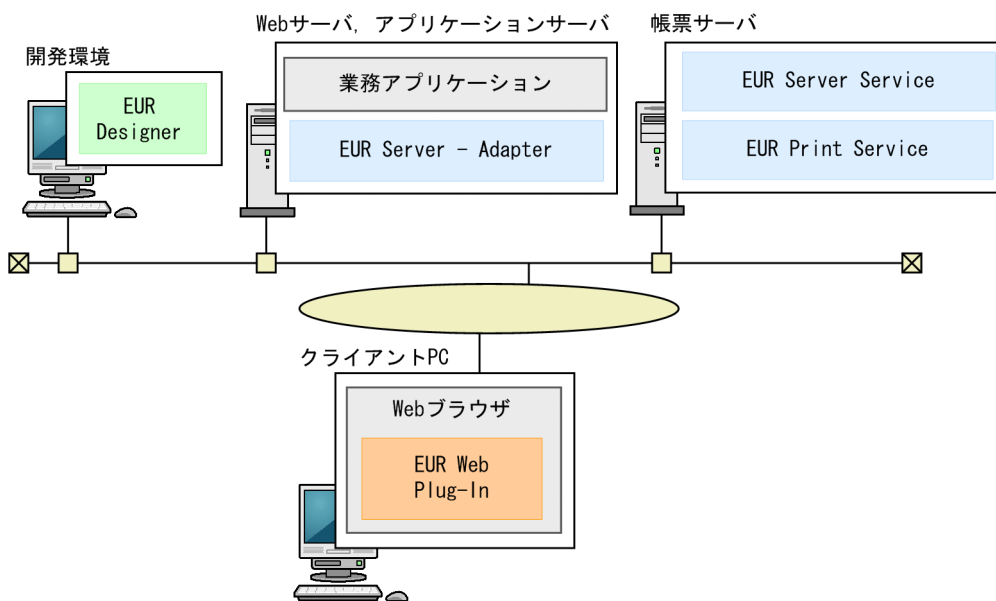 開発環境
EUR
Designer
Webサーバ, アプリケーションサーバ
業務アプリケーション
EUR Server - Adapter
帳票サーバ
EUR Server Service
EUR Print Service
クライアントPC
Webブラウザ
EUR Web
Plug-In